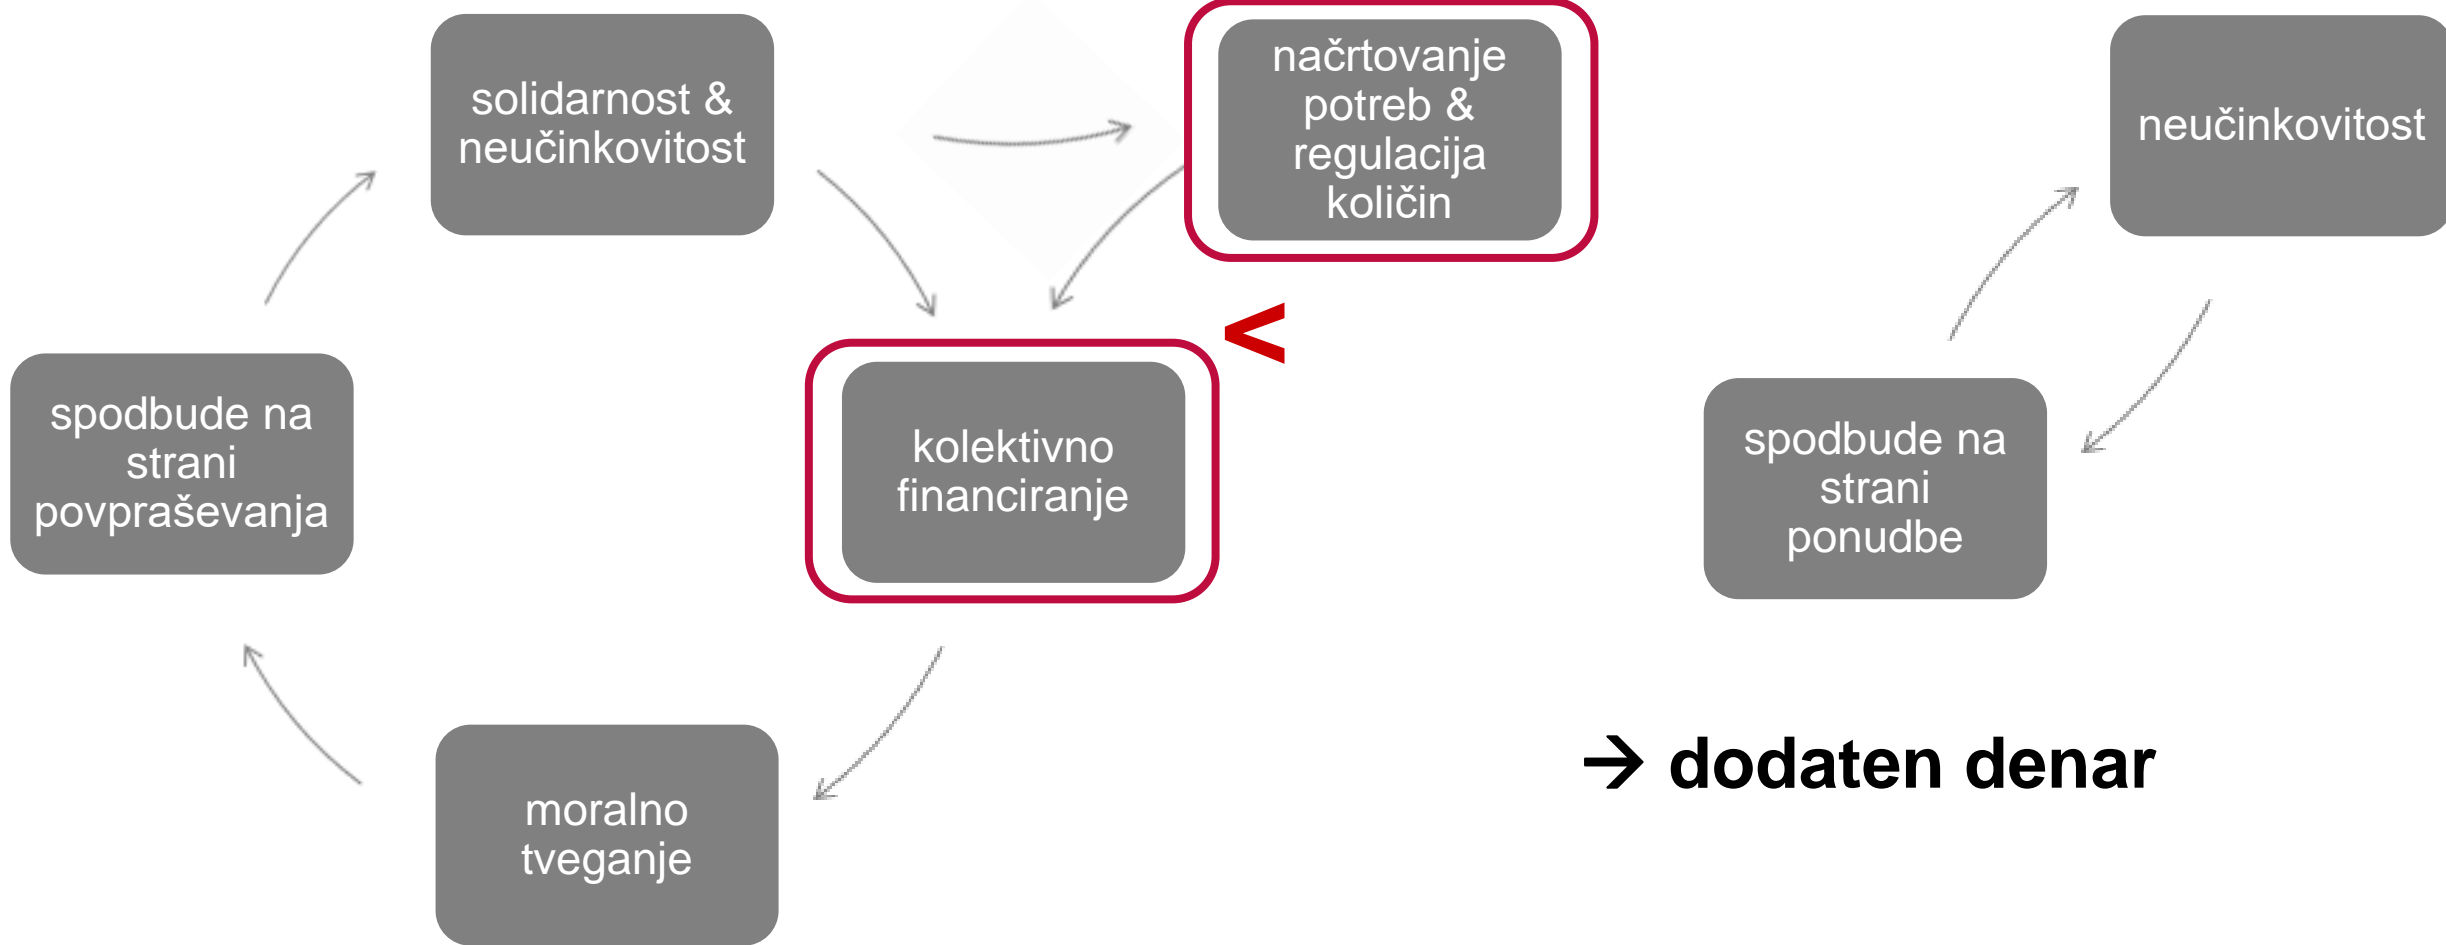 solidarnost &
neučinkovitost
načrtovanje
potreb &
regulacija
količin
neučinkovitost
<
spodbude na
strani
povpraševanja
kolektivno
financiranje
spodbude na
strani
ponudbe
moralno
tveganje
→ dodaten denar